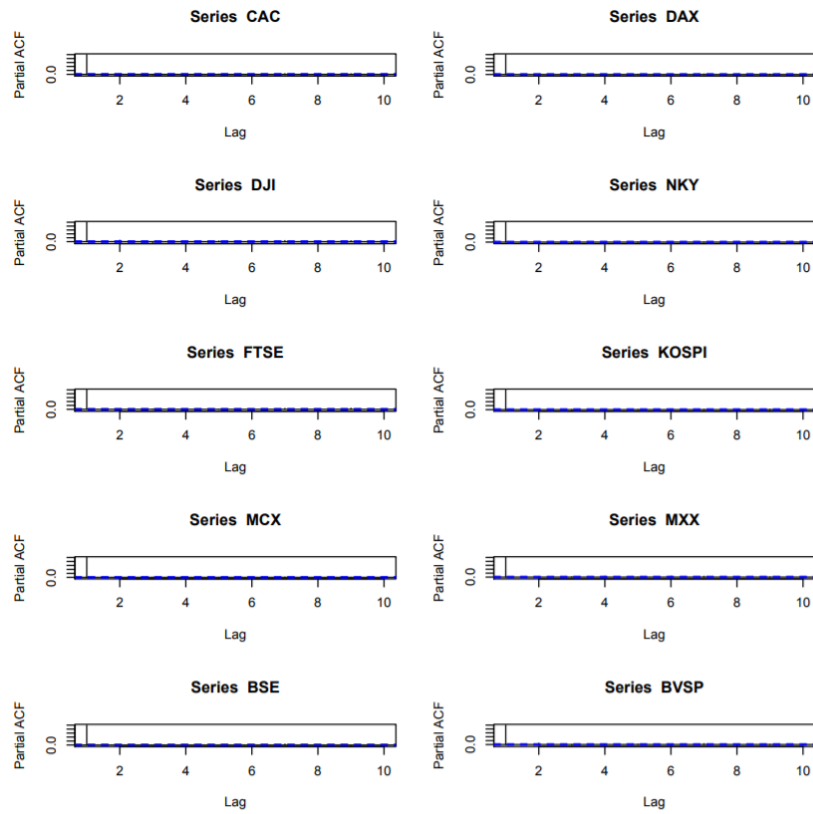 Series CAC
Partial ACF
0.0
2 4 6 8 10
Lag
Series DAX
Partial ACF
0.0
2 4 6 8 10
Lag
Series DJI
Partial ACF
0.0
2 4 6 8 10
Lag
Series NKY
Partial ACF
0.0
2 4 6 8 10
Lag
Series FTSE
Partial ACF
0.0
2 4 6 8 10
Lag
Series KOSPI
Partial ACF
0.0
2 4 6 8 10
Lag
Series MCX
Partial ACF
0.0
2 4 6 8 10
Lag
Series MXX
Partial ACF
0.0
2 4 6 8 10
Lag
Series BSE
Partial ACF
0.0
2 4 6 8 10
Lag
Series BVSP
Partial ACF
0.0
2 4 6 8 10
Lag